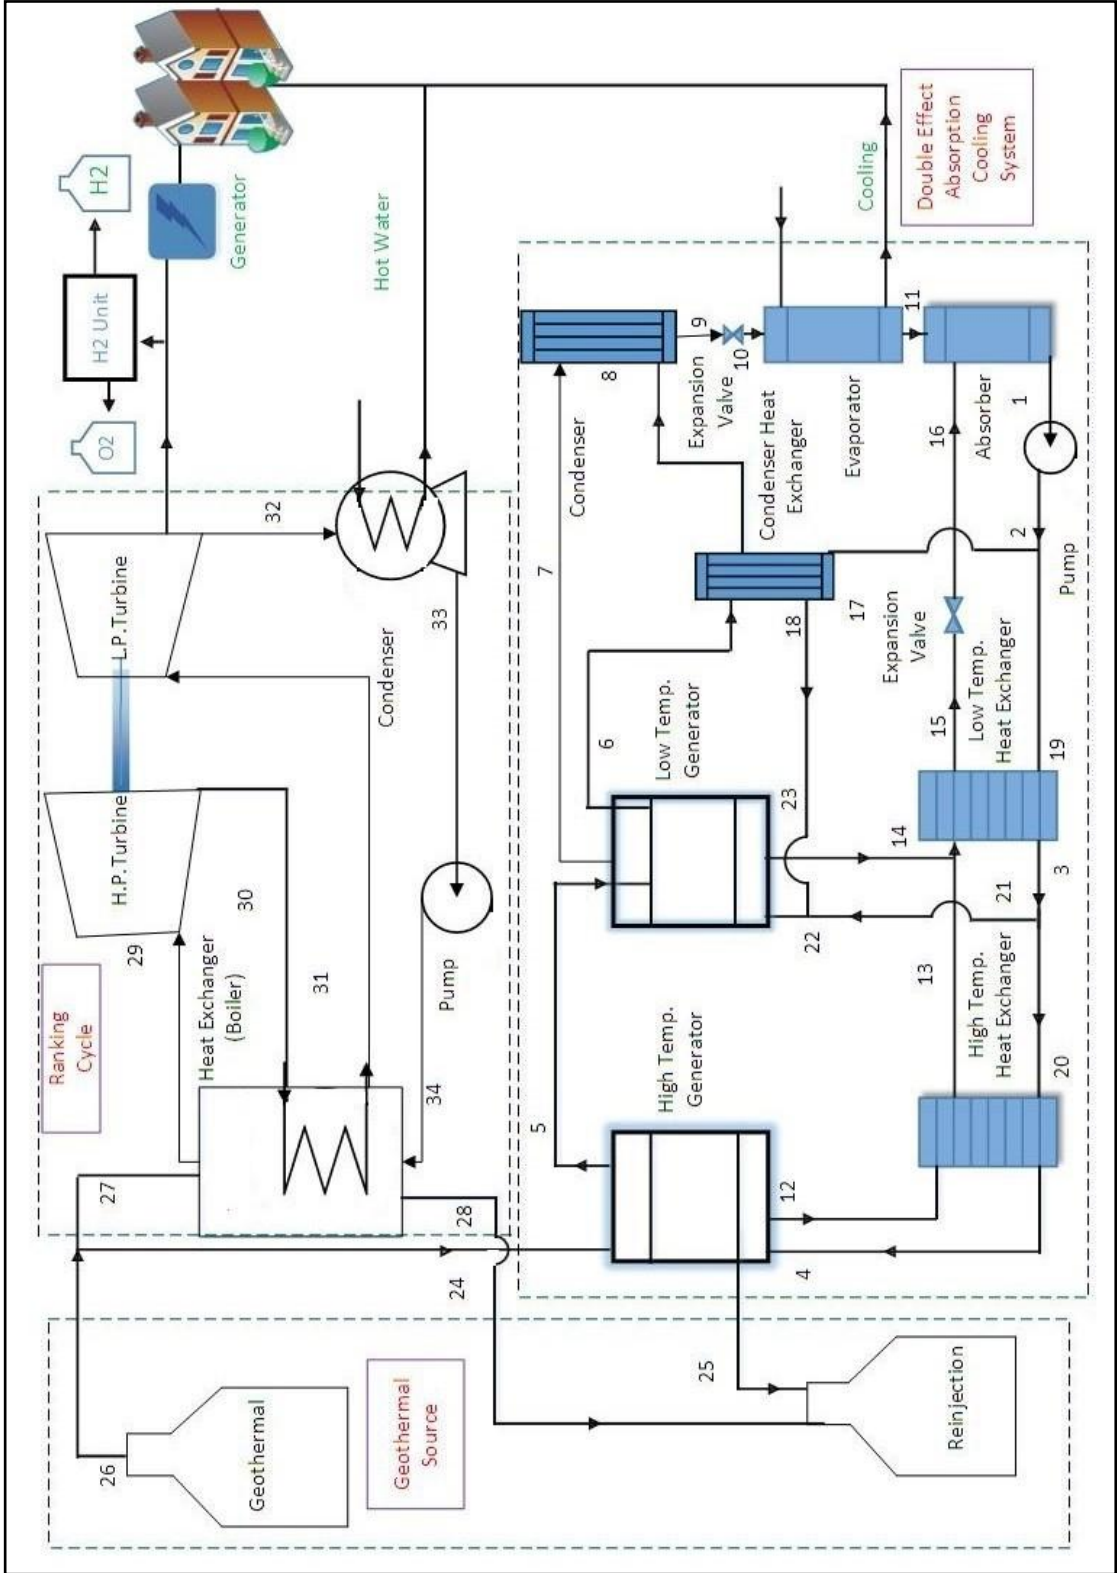 26
Geothermal
Geothermal
Source
27
Ranking
Cycle
29
H.P.Turbine
L.P.Turbine
O2
H2 Unit
H2
Generator
Heat Exchanger
(Boiler)
30
31
32
Hot Water
Condenser
34
Pump
33
28
24
25
Reinjection
5
7
Condenser
6
8
High Temp.
Generator
Low Temp.
Generator
Expansion
Valve
9
10
Condenser Heat
Exchanger
12
4
23
22
18
17
Evaporator
Cooling
Double Effect
Absorption
Cooling
System
14
Expansion
Valve
11
13
15
16
High Temp.
Heat Exchanger
21
Low Temp.
Heat Exchanger
Absorber
20
3
19
Pump
2
1